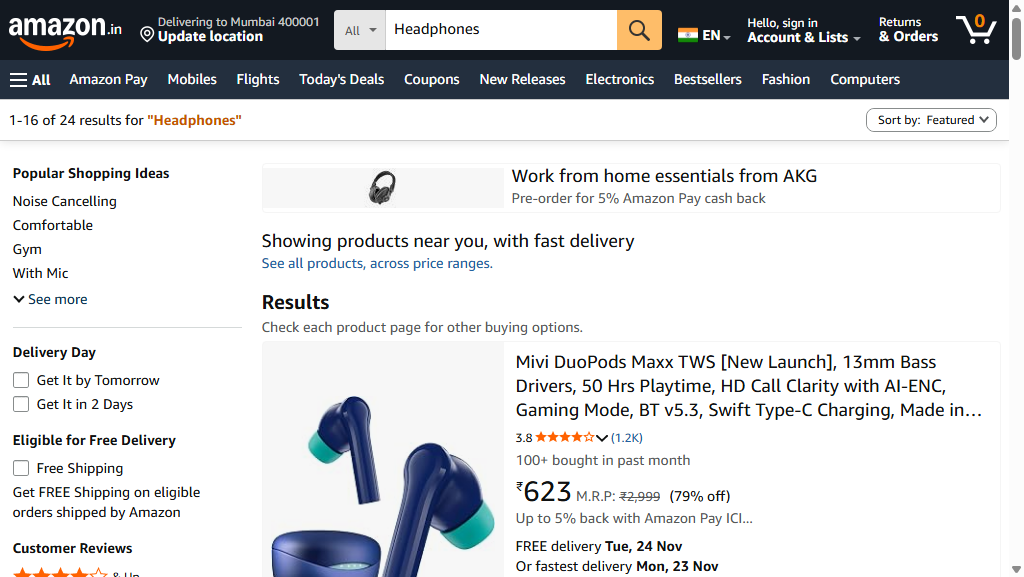 amazon.in
Delivering to Mumbai 400001
Update location
All
Headphones
EN
Hello, sign in
Account & Lists
Returns
& Orders
0
All
Amazon Pay
Mobiles
Flights
Today's Deals
Coupons
New Releases
Electronics
Bestsellers
Fashion
Computers
1-16 of 24 results for "Headphones"
Sort by: Featured
Popular Shopping Ideas
Noise Cancelling
Comfortable
Gym
With Mic
See more
Delivery Day
Get It by Tomorrow
Get It in 2 Days
Eligible for Free Delivery
Free Shipping
Get FREE Shipping on eligible
orders shipped by Amazon
Customer Reviews
& Up
Work from home essentials from AKG
Pre-order for 5% Amazon Pay cash back
Showing products near you, with fast delivery
See all products, across price ranges.
Results
Check each product page for other buying options.
Mivi DuoPods Maxx TWS [New Launch], 13mm Bass
Drivers, 50 Hrs Playtime, HD Call Clarity with AI-ENC,
Gaming Mode, BT v5.3, Swift Type-C Charging, Made in…
3.8 (1.2K)
100+ bought in past month
₹623 M.R.P: ₹2,999 (79% off)
Up to 5% back with Amazon Pay ICI…
FREE delivery Tue, 24 Nov
Or fastest delivery Mon, 23 Nov